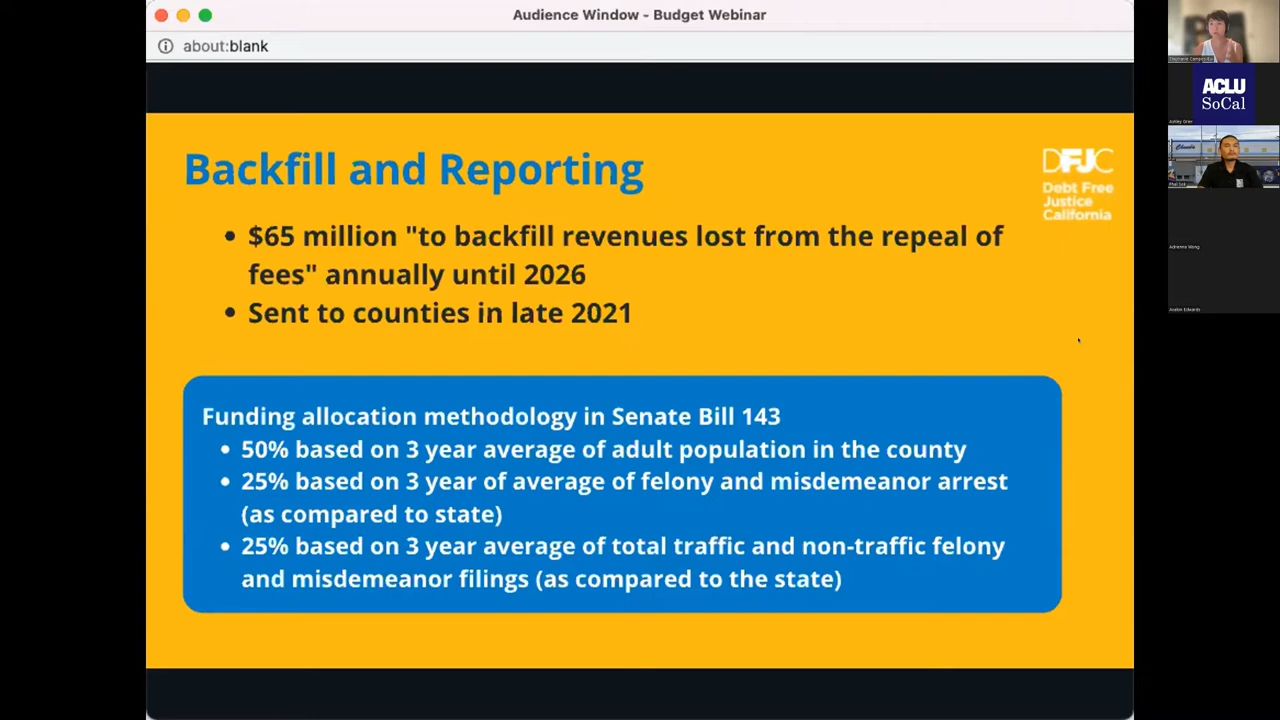 Audience Window - Budget Webinar
about:blank
Backfill and Reporting
DFJC
Debt Free
Justice
California
• $65 million "to backfill revenues lost from the repeal of
fees" annually until 2026
• Sent to counties in late 2021
Funding allocation methodology in Senate Bill 143
• 50% based on 3 year average of adult population in the county
• 25% based on 3 year of average of felony and misdemeanor arrest
(as compared to state)
• 25% based on 3 year average of total traffic and non-traffic felony
and misdemeanor filings (as compared to the state)
ACLU
SoCal
Adrienne Wong
Avalon Edwards